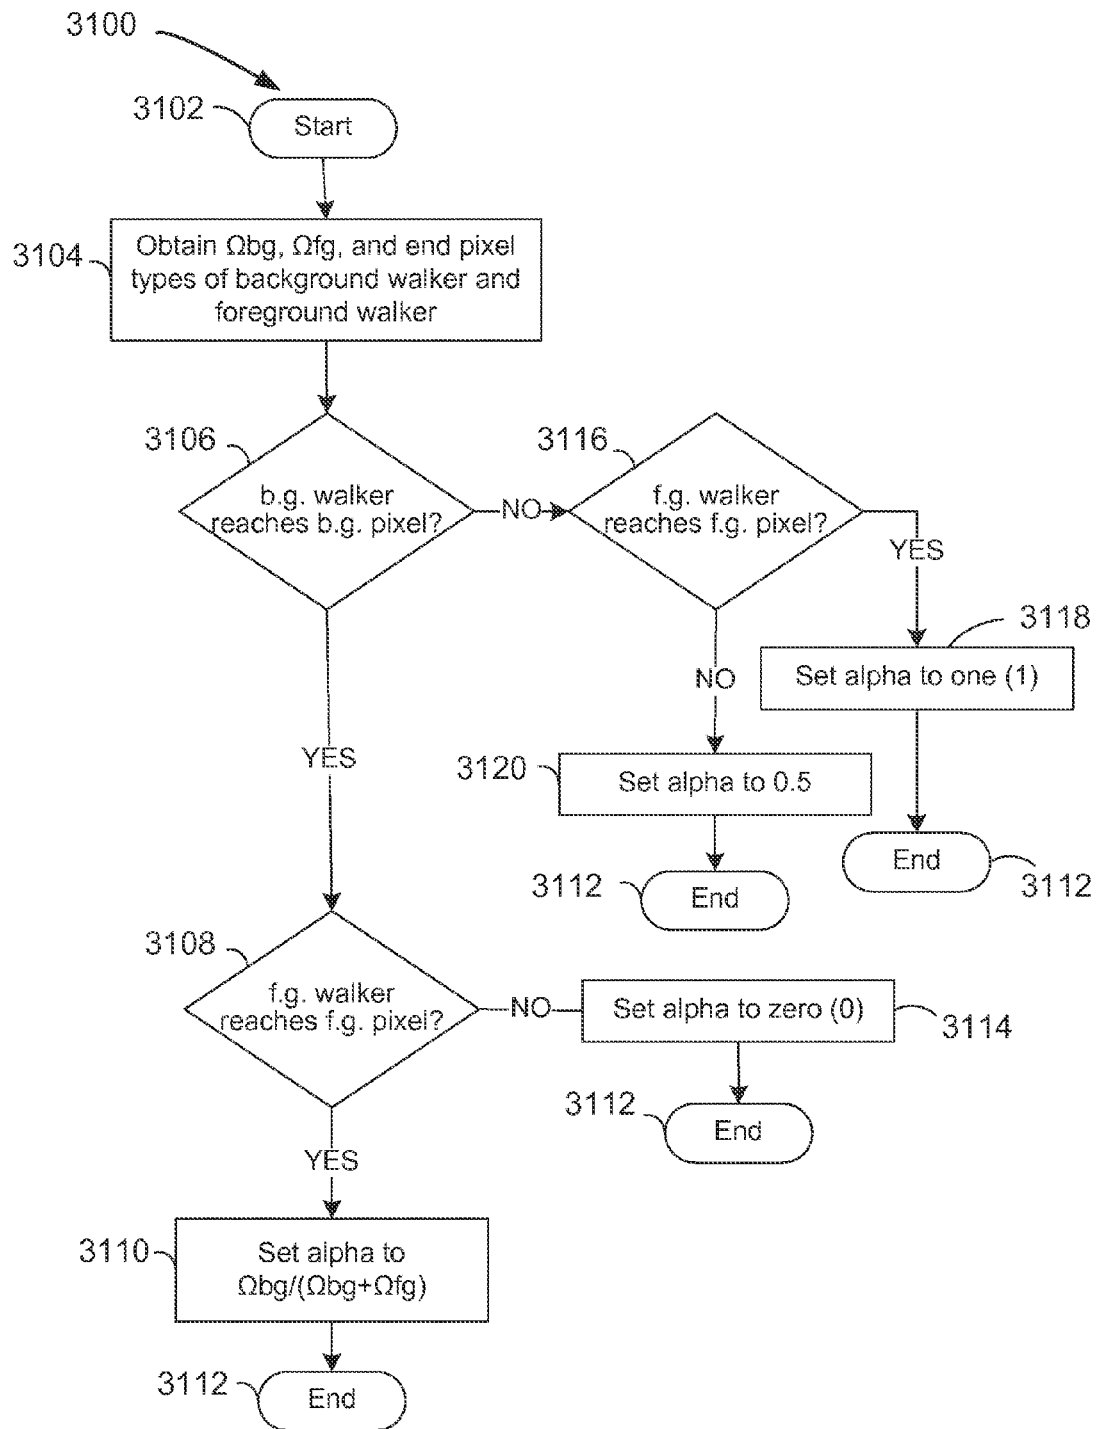 3100
3102
Start
3104
Obtain Ωbg, Ωfg, and end pixel
types of background walker and
foreground walker
3106
b.g. walker
reaches b.g. pixel?
NO
3116
f.g. walker
reaches f.g. pixel?
YES
3118
Set alpha to one (1)
NO
YES
3120
Set alpha to 0.5
End
3112
3112
End
3108
f.g. walker
reaches f.g. pixel?
NO
Set alpha to zero (0)
3114
3112
End
YES
3110
Set alpha to
Ωbg/(Ωbg+Ωfg)
3112
End